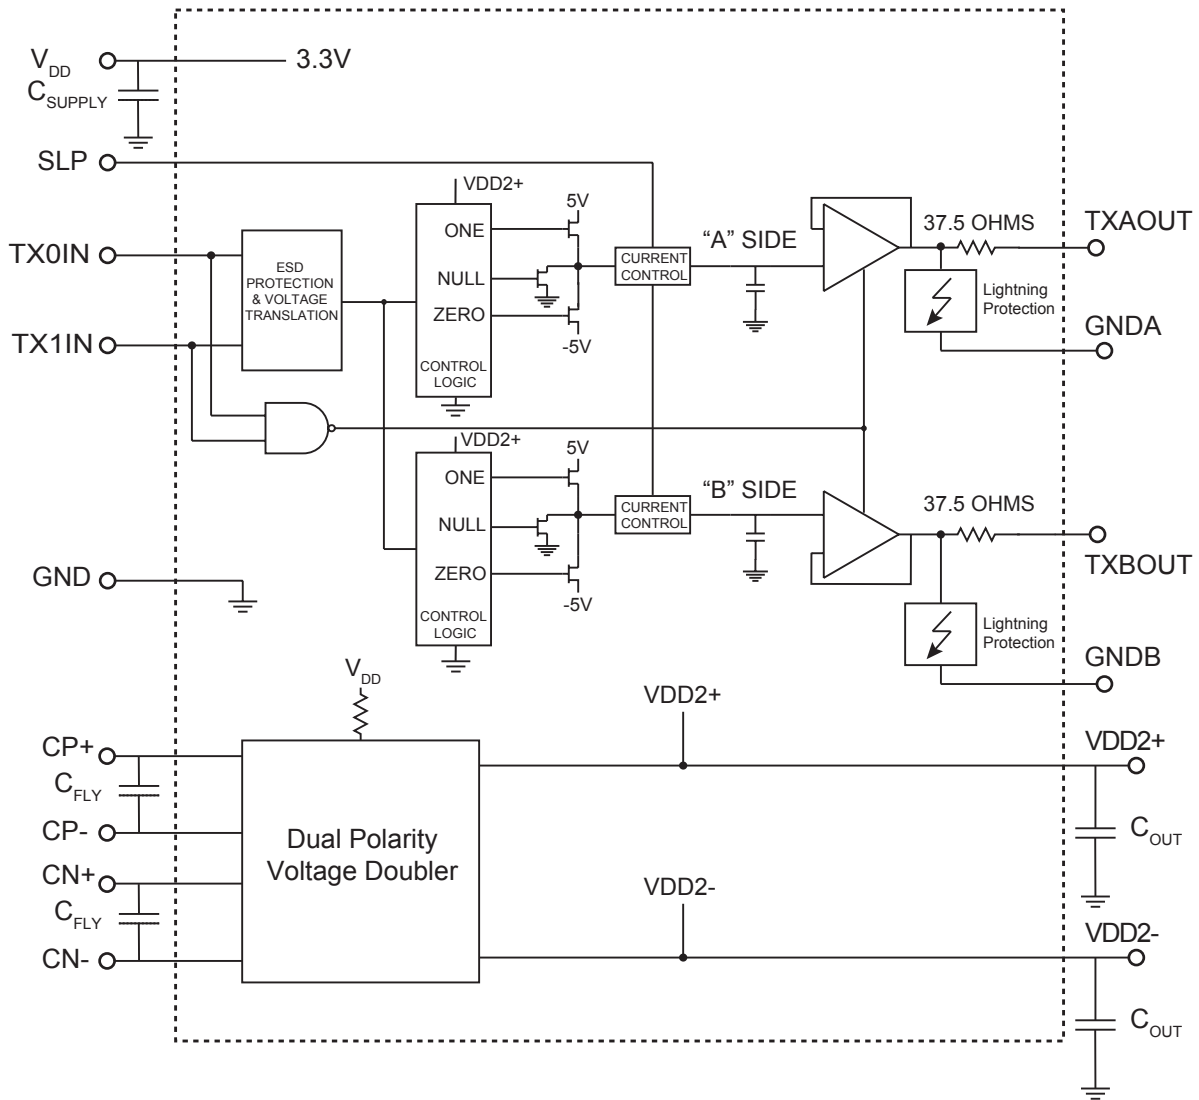 VDD
3.3V
CSUPPLY
SLP
VDD2+
5V
TX0IN
ESD
PROTECTION
& VOLTAGE
TRANSLATION
ONE
NULL
ZERO
CONTROL
LOGIC
-5V
CURRENT
CONTROL
“A” SIDE
37.5 OHMS
TXAOUT
Lightning
Protection
GNDA
TX1IN
VDD2+
5V
ONE
NULL
ZERO
CONTROL
LOGIC
-5V
CURRENT
CONTROL
“B” SIDE
37.5 OHMS
TXBOUT
Lightning
Protection
GNDB
GND
VDD
VDD2+
VDD2+
CP+
CFLY
CP-
Dual Polarity
Voltage Doubler
COUT
CN+
CFLY
CN-
VDD2-
VDD2-
COUT